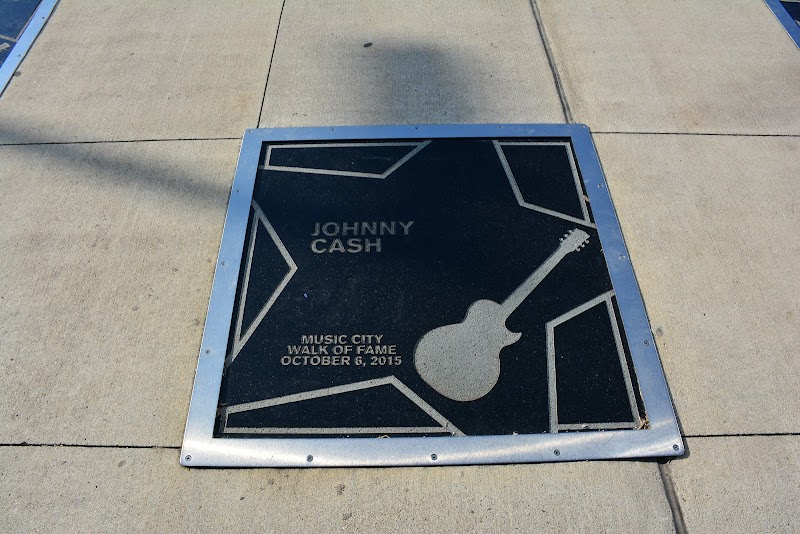 JOHNNY
CASH
MUSIC CITY
WALK OF FAME
OCTOBER 6, 2015